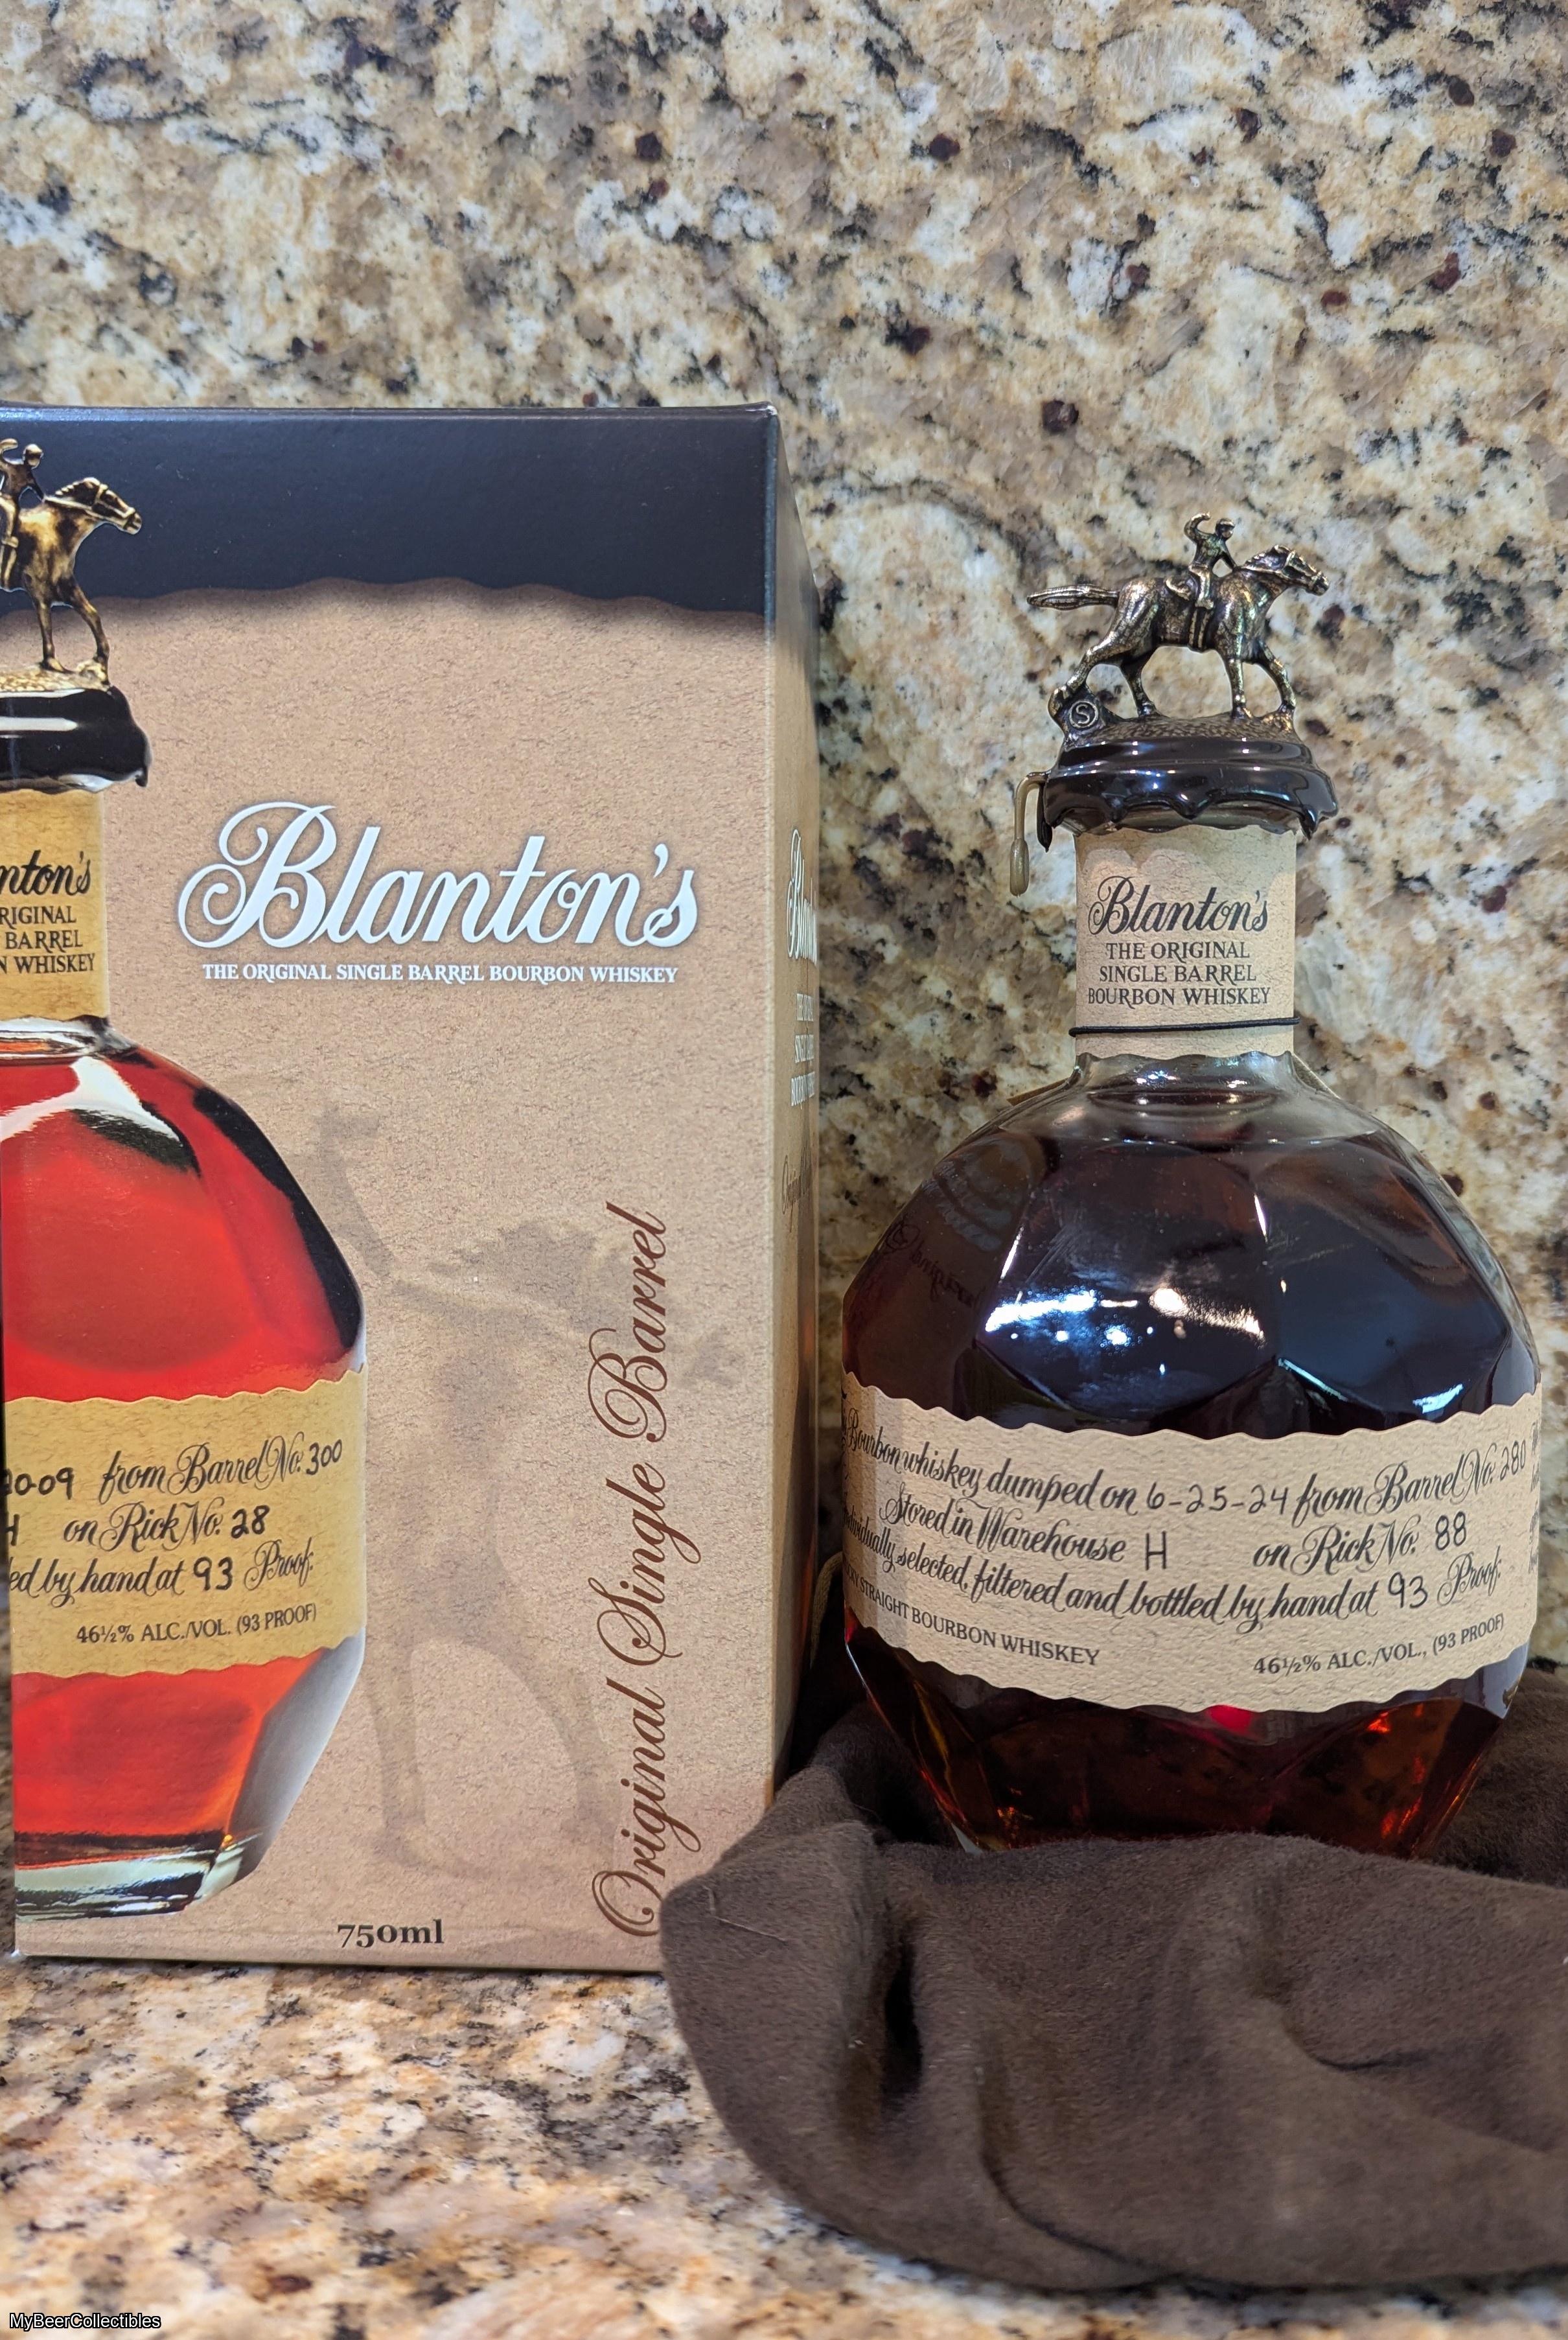 Blanton's
THE ORIGINAL SINGLE BARREL BOURBON WHISKEY
Original Single Barrel
from Barrel No. 300
H on Rick No. 28
by hand at 93 Proof.
46½% ALC./VOL. (93 PROOF)
750ml
BARREL
WHISKEY
S
Blanton's
THE ORIGINAL
SINGLE BARREL
BOURBON WHISKEY
Bourbon whiskey dumped on 6-25-24 from Barrel No. 280
Stored in Warehouse H on Rick No. 88
selected, filtered and bottled by hand at 93 Proof.
STRAIGHT BOURBON WHISKEY 46½% ALC./VOL., (93 PROOF)
MyBeerCollectibles